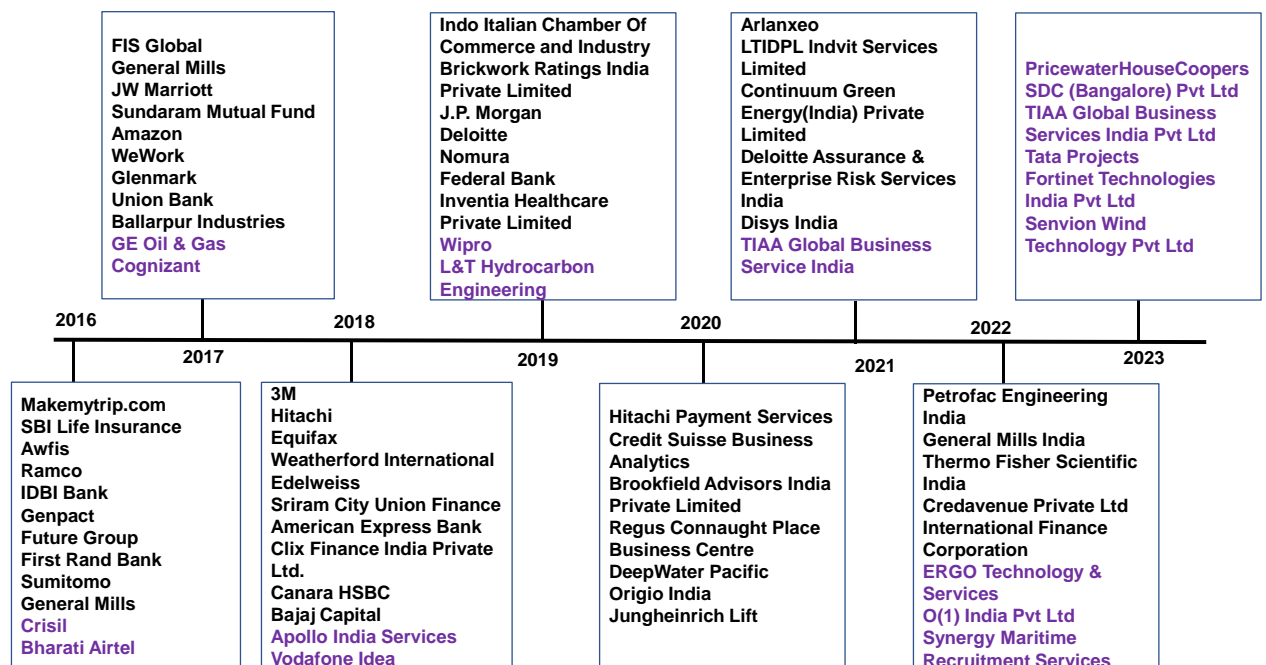 FIS Global
General Mills
JW Marriott
Sundaram Mutual Fund
Amazon
WeWork
Glenmark
Union Bank
Ballarpur Industries
GE Oil & Gas
Cognizant
Indo Italian Chamber Of
Commerce and Industry
Brickwork Ratings India
Private Limited
J.P. Morgan
Deloitte
Nomura
Federal Bank
Inventia Healthcare
Private Limited
Wipro
L&T Hydrocarbon
Engineering
Arlanxeo
LTIDPL Indvit Services
Limited
Continuum Green
Energy(India) Private
Limited
Deloitte Assurance &
Enterprise Risk Services
India
Disys India
TIAA Global Business
Service India
PricewaterHouseCoopers
SDC (Bangalore) Pvt Ltd
TIAA Global Business
Services India Pvt Ltd
Tata Projects
Fortinet Technologies
India Pvt Ltd
Senvion Wind
Technology Pvt Ltd
2016
2018
2020
2022
2017
2019
2021
2023
Makemytrip.com
SBI Life Insurance
Awfis
Ramco
IDBI Bank
Genpact
Future Group
First Rand Bank
Sumitomo
General Mills
Crisil
Bharati Airtel
3M
Hitachi
Equifax
Weatherford International
Edelweiss
Sriram City Union Finance
American Express Bank
Clix Finance India Private
Ltd.
Canara HSBC
Bajaj Capital
Apollo India Services
Vodafone Idea
Hitachi Payment Services
Credit Suisse Business
Analytics
Brookfield Advisors India
Private Limited
Regus Connaught Place
Business Centre
DeepWater Pacific
Origio India
Jungheinrich Lift
Petrofac Engineering
India
General Mills India
Thermo Fisher Scientific
India
Credavenue Private Ltd
International Finance
Corporation
ERGO Technology &
Services
O(1) India Pvt Ltd
Synergy Maritime
Recruitment Services